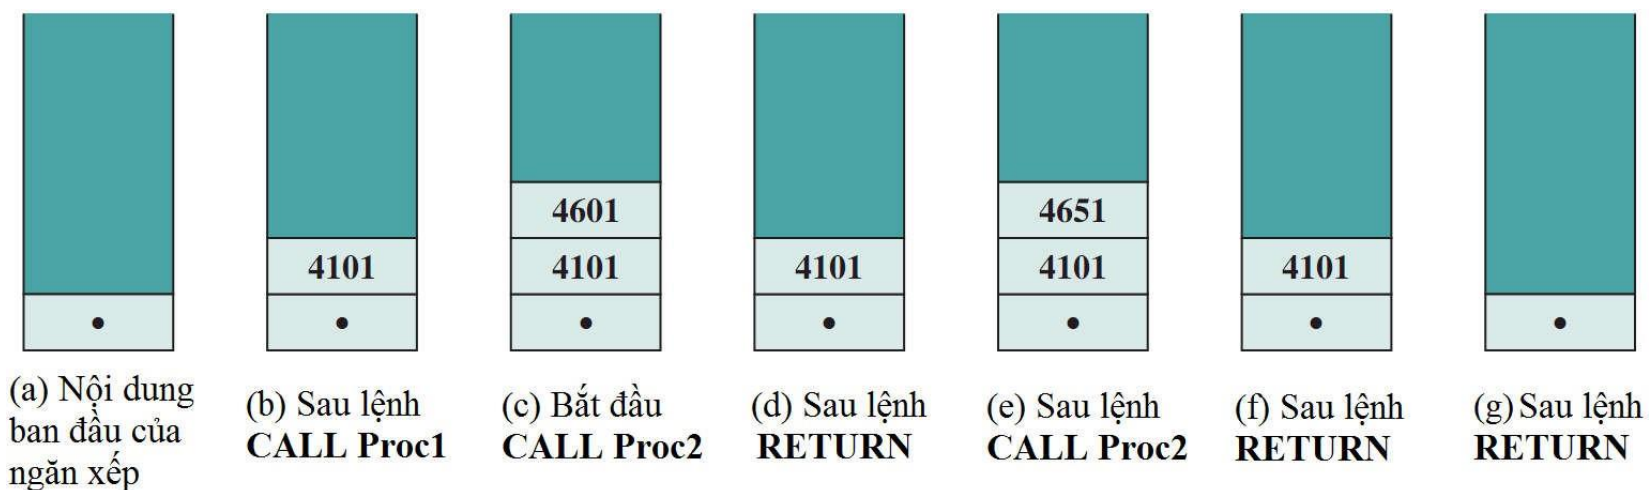 4601
4651
4101
4101
4101
4101
4101
•
•
•
•
•
•
•
(a) Nội dung
ban đầu của
ngăn xếp
(b) Sau lệnh
CALL Proc1
(c) Bắt đầu
CALL Proc2
(d) Sau lệnh
RETURN
(e) Sau lệnh
CALL Proc2
(f) Sau lệnh
RETURN
(g) Sau lệnh
RETURN